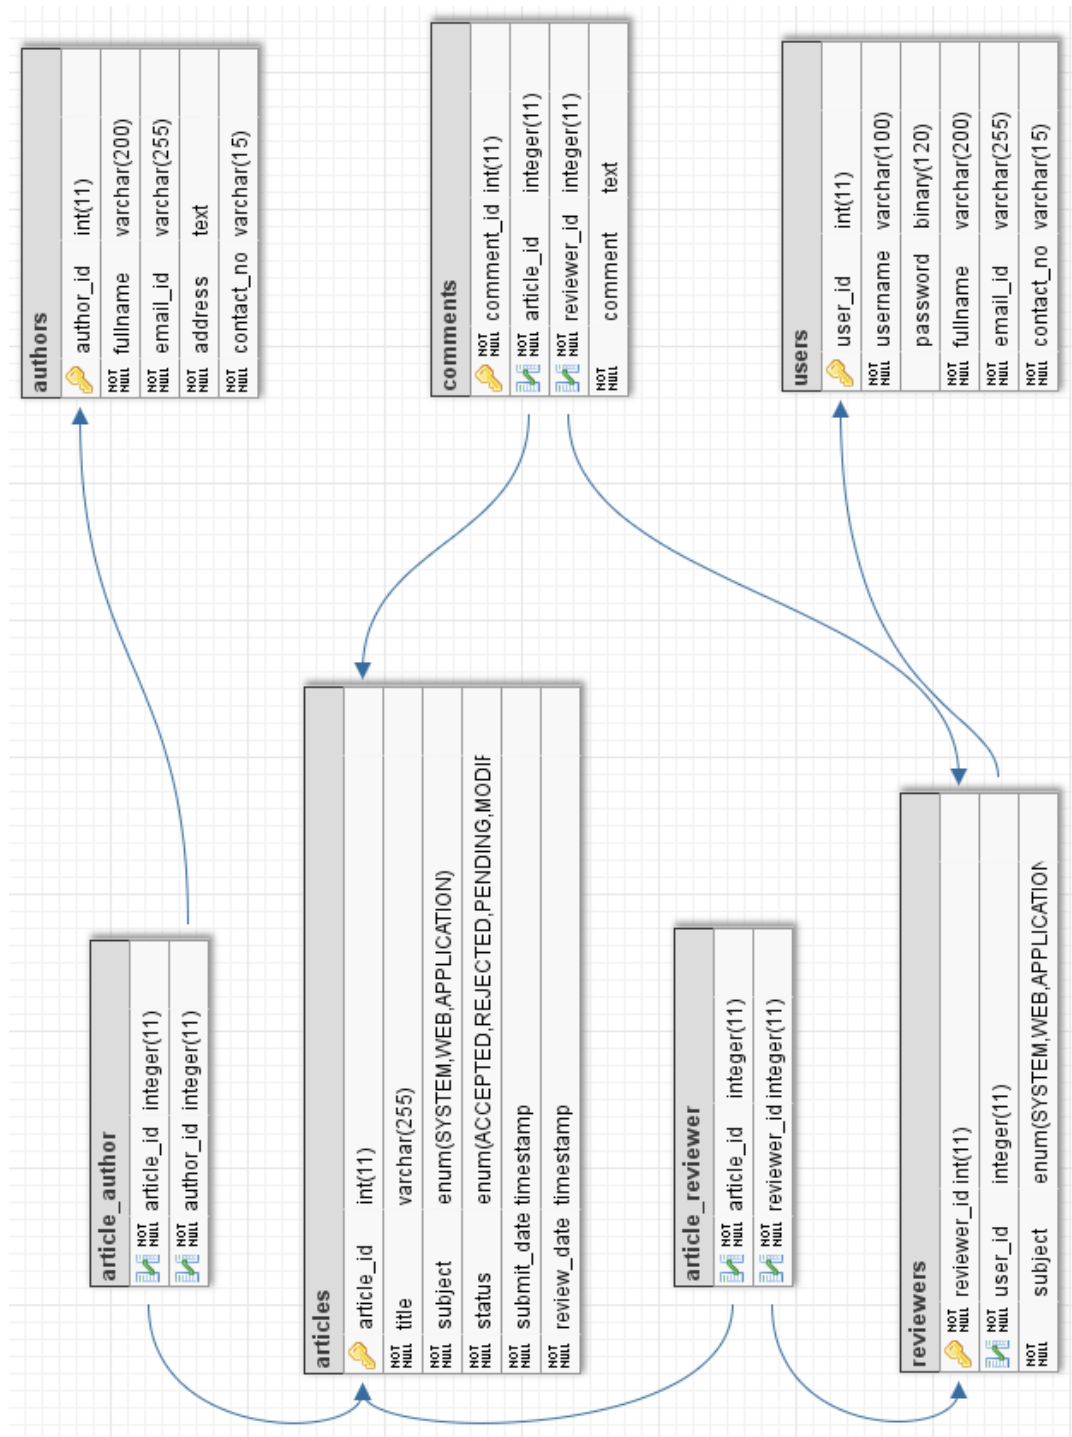 article_author
NOT NULL article_id integer(11)
NOT NULL author_id integer(11)
authors
author_id int(11)
NOT NULL fullname varchar(200)
NOT NULL email_id varchar(255)
NOT NULL address text
NOT NULL contact_no varchar(15)
articles
article_id int(11)
NOT NULL title varchar(255)
NOT NULL subject enum(SYSTEM,WEB,APPLICATION)
NOT NULL status enum(ACCEPTED,REJECTED,PENDING,MODIF
NOT NULL submit_date timestamp
NOT NULL review_date timestamp
comments
NOT NULL comment_id int(11)
NOT NULL article_id integer(11)
NOT NULL reviewer_id integer(11)
NOT NULL comment text
article_reviewer
NOT NULL article_id integer(11)
NOT NULL reviewer_id integer(11)
users
user_id int(11)
NOT NULL username varchar(100)
password binary(120)
NOT NULL fullname varchar(200)
NOT NULL email_id varchar(255)
NOT NULL contact_no varchar(15)
reviewers
NOT NULL reviewer_id int(11)
NOT NULL user_id integer(11)
NOT NULL subject enum(SYSTEM,WEB,APPLICATION